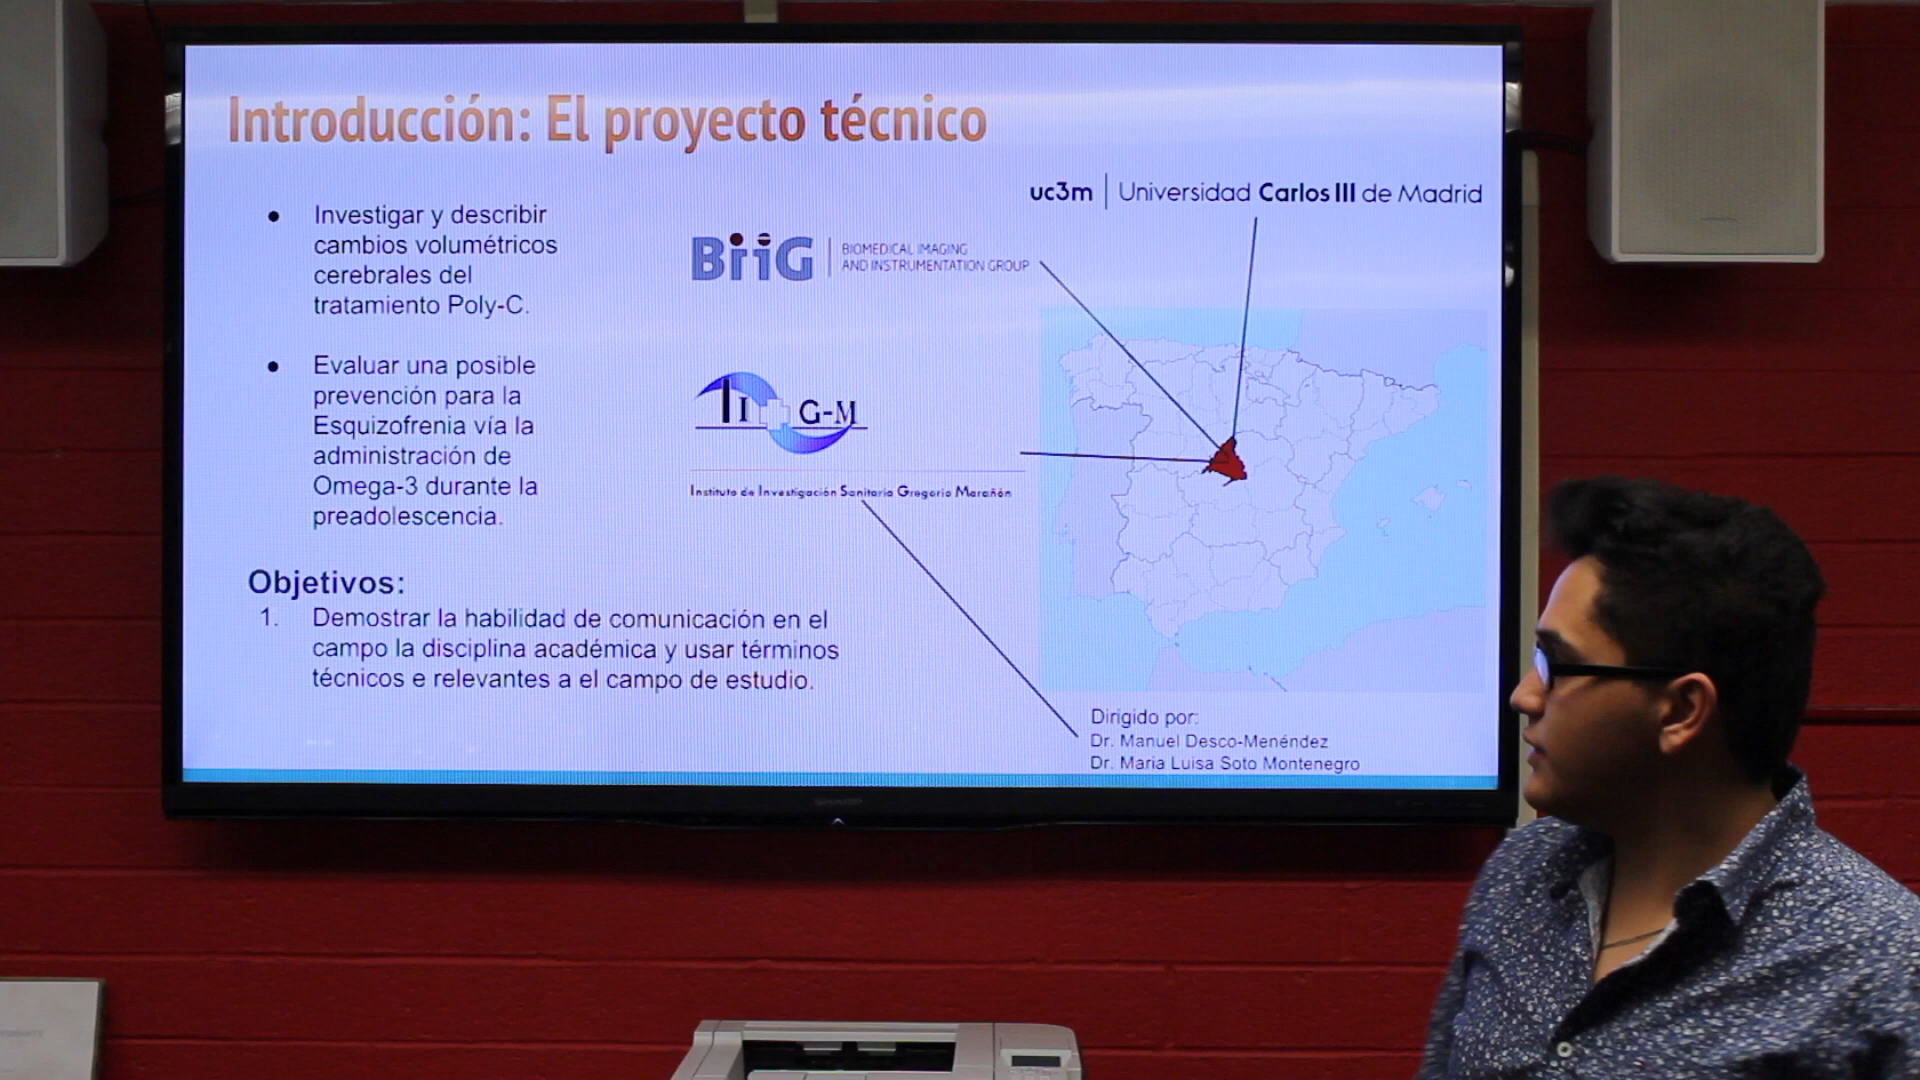 Introducción: El proyecto técnico
Investigar y describir
cambios volumétricos
cerebrales del
tratamiento Poly-C.
Evaluar una posible
prevención para la
Esquizofrenia vía la
administración de
Omega-3 durante la
preadolescencia.
Objetivos:
1. Demostrar la habilidad de comunicación en el
campo la disciplina académica y usar términos
técnicos e relevantes a el campo de estudio.
uc3m | Universidad Carlos III de Madrid
BiiG
BIOMEDICAL IMAGING
AND INSTRUMENTATION GROUP
G-M
Instituto de Investigación Sanitaria Gregorio Marañón
Dirigido por:
Dr. Manuel Desco-Menéndez
Dr. Maria Luisa Soto Montenegro
SHARP